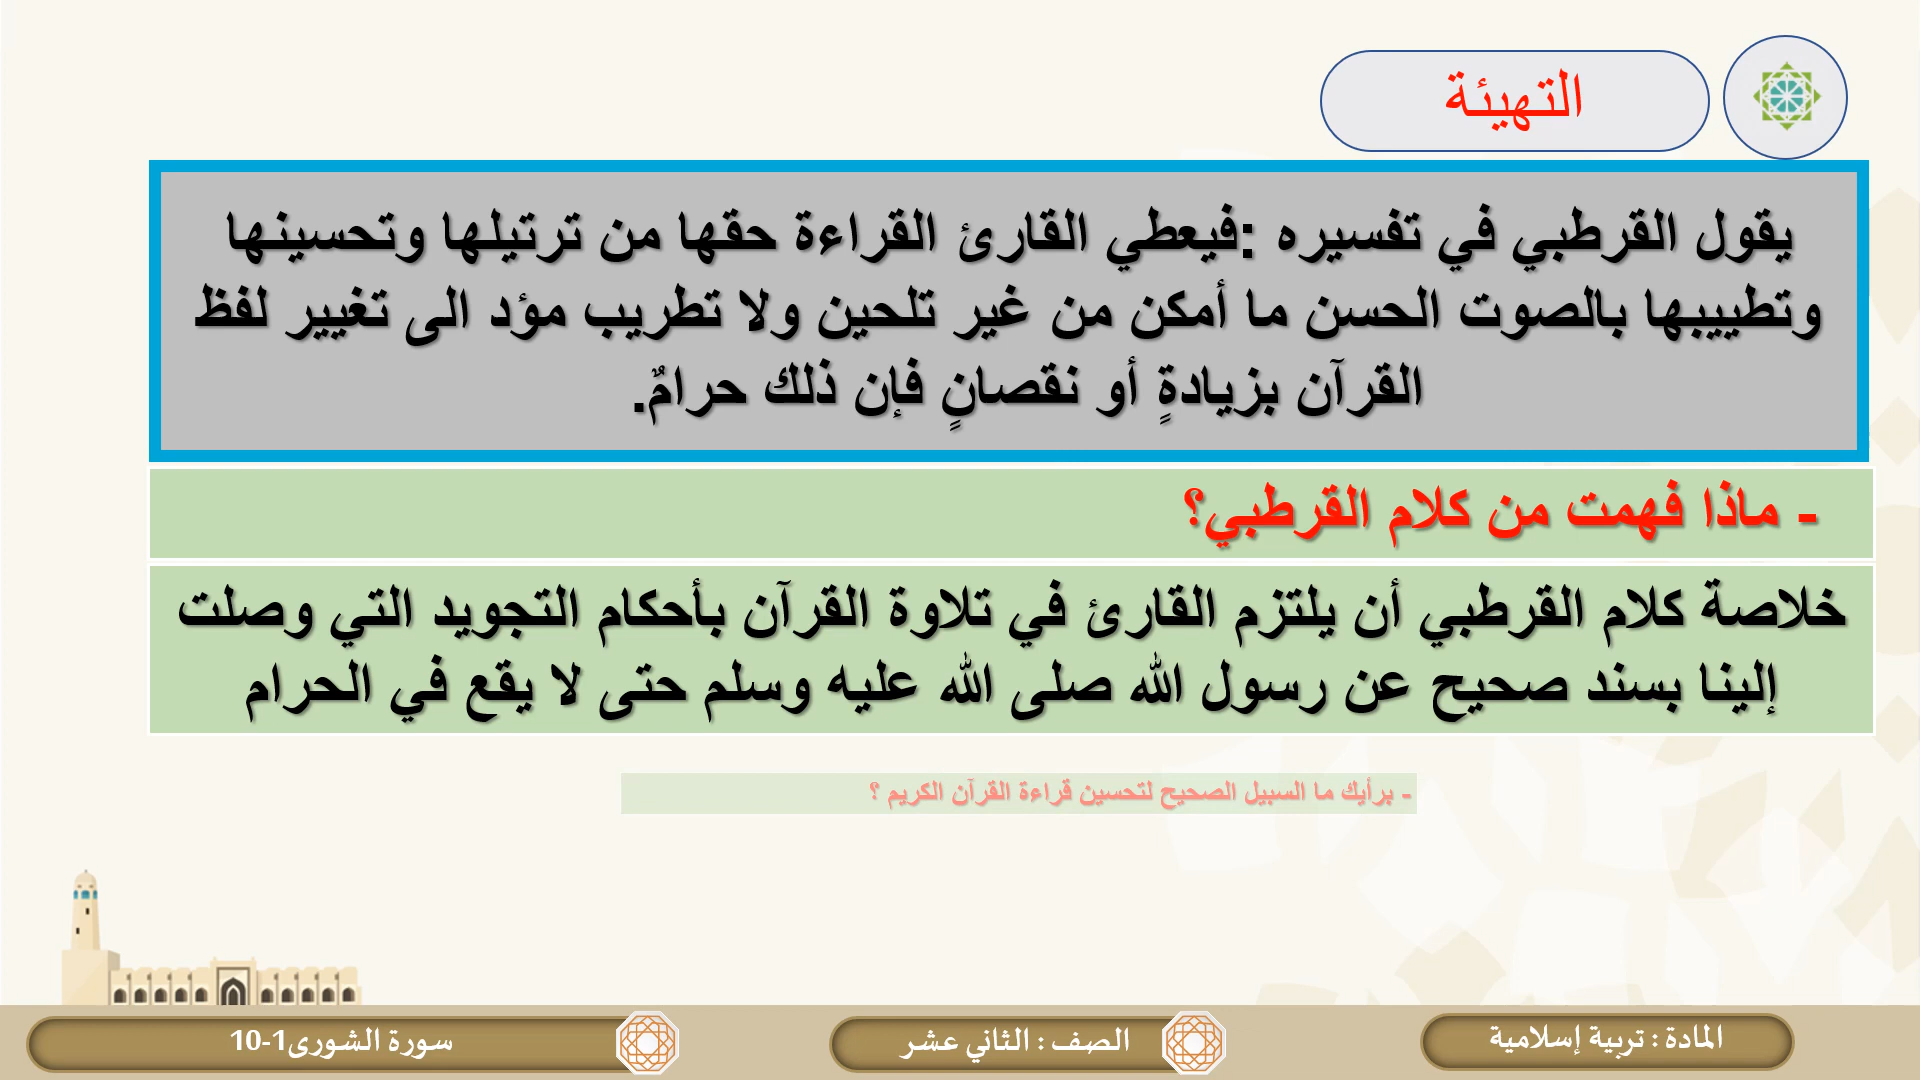 التهيئة
يقول القرطبي في تفسيره :فيعطي القارئ القراءة حقها من ترتيلها وتحسينها
وتطييبها بالصوت الحسن ما أمكن من غير تلحين ولا تطريب مؤد الى تغيير لفظ
القرآن بزيادةٍ أو نقصانٍ فإن ذلك حرامٌ.
- ماذا فهمت من كلام القرطبي؟
خلاصة كلام القرطبي أن يلتزم القارئ في تلاوة القرآن بأحكام التجويد التي وصلت
إلينا بسند صحيح عن رسول الله صلى الله عليه وسلم حتى لا يقع في الحرام
- برأيك ما السبيل الصحيح لتحسين قراءة القرآن الكريم ؟
المادة : تربية إسلامية
الصف : الثاني عشر
سورة الشورى1-10